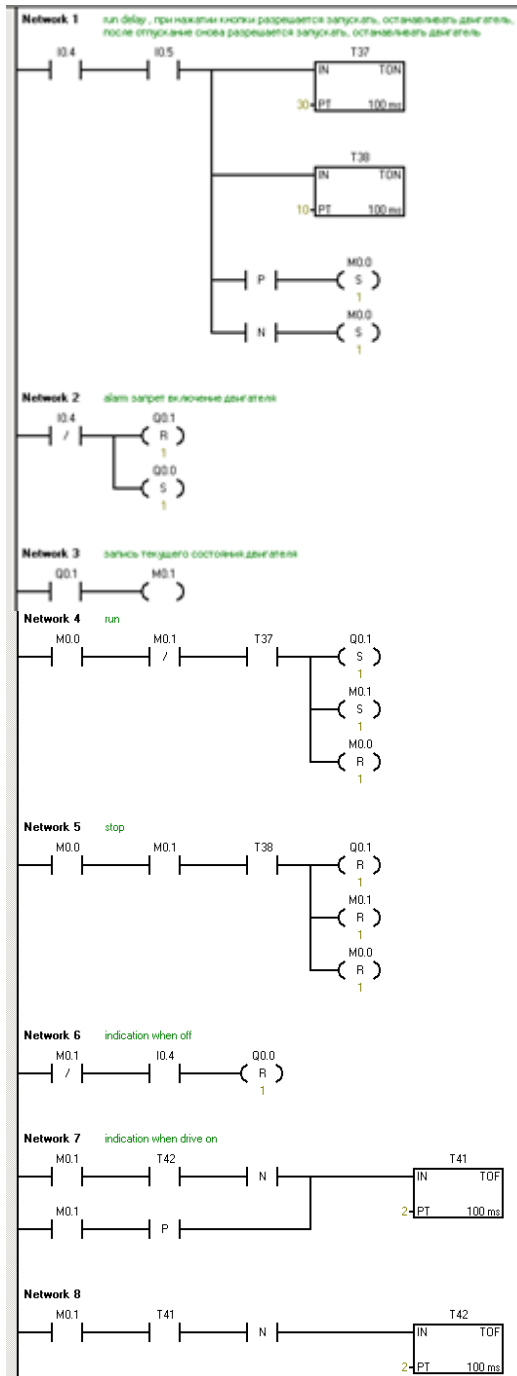 Network 1 run delay , при нажатии кнопки разрешается запускать, останавливать двигатель,
после отпускание снова разрешается запускать, останавливать двигатель
I0.4 I0.5 T37
IN TON
30 PT 100 ms
T38
IN TON
10 PT 100 ms
P M0.0
S
1
N M0.0
S
1
Network 2 alarm запрет включение двигателя
I0.4 Q0.1
/ R
1
Q0.0
S
1
Network 3 запись текущего состояния двигателя
Q0.1 M0.1
Network 4 run
M0.0 M0.1 T37 Q0.1
/ S
1
M0.1
S
1
M0.0
R
1
Network 5 stop
M0.0 M0.1 T38 Q0.1
R
1
M0.1
R
1
M0.0
R
1
Network 6 indication when off
M0.1 I0.4 Q0.0
/ R
1
Network 7 indication when drive on
M0.1 T42 N T41
IN TOF
M0.1 P
2 PT 100 ms
Network 8
M0.1 T41 N T42
IN TOF
2 PT 100 ms